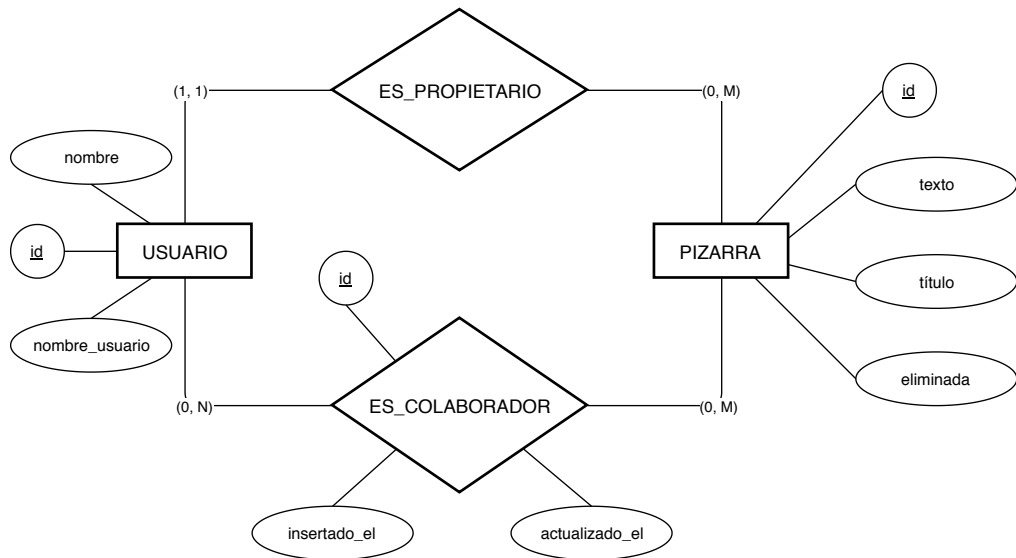 (1, 1)
ES_PROPIETARIO
(0, M)
id
nombre
texto
id
USUARIO
PIZARRA
id
título
nombre_usuario
eliminada
(0, N)
ES_COLABORADOR
(0, M)
insertado_el
actualizado_el